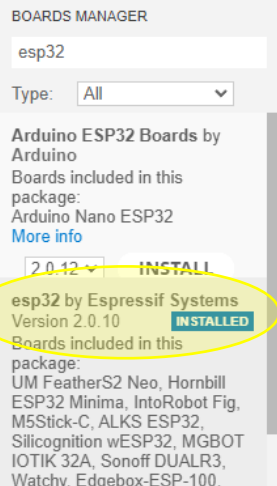 BOARDS MANAGER
esp32
Type: All
Arduino ESP32 Boards by
Arduino
Boards included in this
package:
Arduino Nano ESP32
More info
2.0.12 INSTALL
esp32 by Espressif Systems
Version 2.0.10 INSTALLED
Boards included in this
package:
UM FeatherS2 Neo, Hornbill
ESP32 Minima, IntoRobot Fig,
M5Stick-C, ALKS ESP32,
Silicognition wESP32, MGBOT
IOTIK 32A, Sonoff DUALR3,
Watchy, Edgebox-ESP-100,